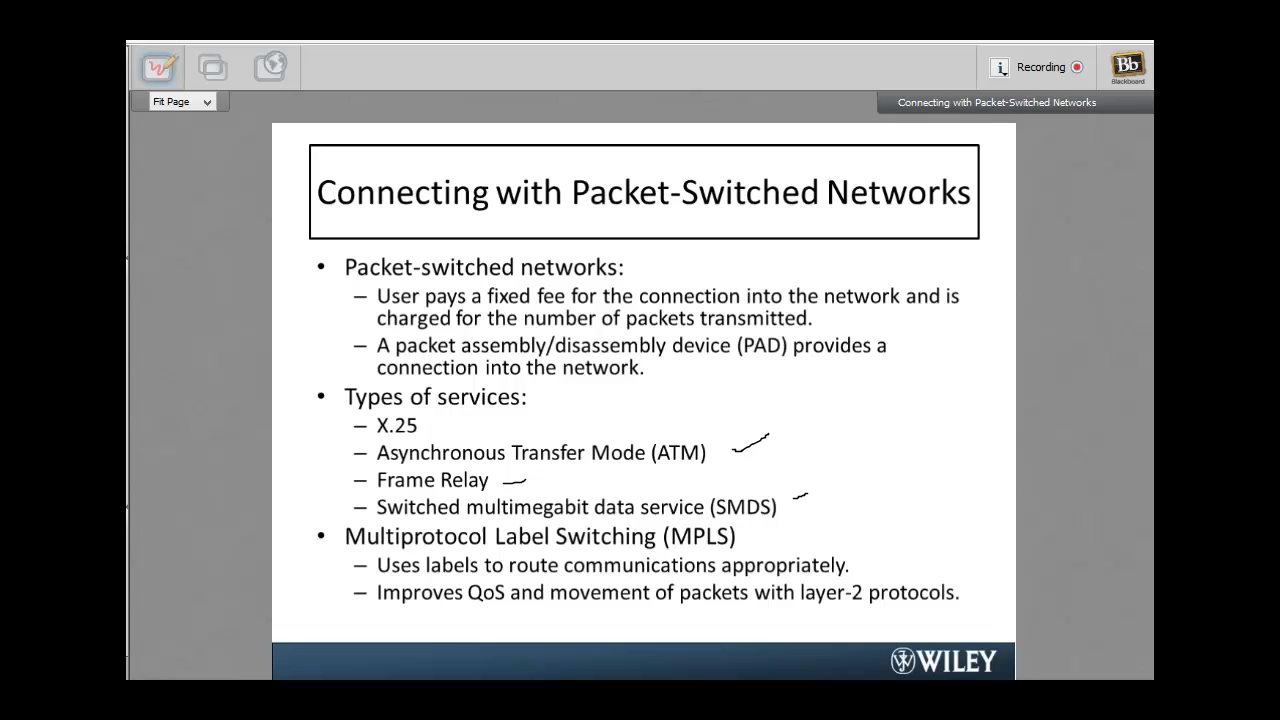 Recording
Bb
Blackboard
Fit Page
Connecting with Packet-Switched Networks
Connecting with Packet-Switched Networks
• Packet-switched networks:
– User pays a fixed fee for the connection into the network and is
charged for the number of packets transmitted.
– A packet assembly/disassembly device (PAD) provides a
connection into the network.
• Types of services:
– X.25
– Asynchronous Transfer Mode (ATM)
– Frame Relay
– Switched multimegabit data service (SMDS)
• Multiprotocol Label Switching (MPLS)
– Uses labels to route communications appropriately.
– Improves QoS and movement of packets with layer-2 protocols.
WILEY